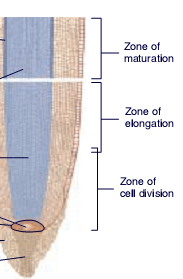 Zone of
maturation
Zone of
elongation
Zone of
cell division